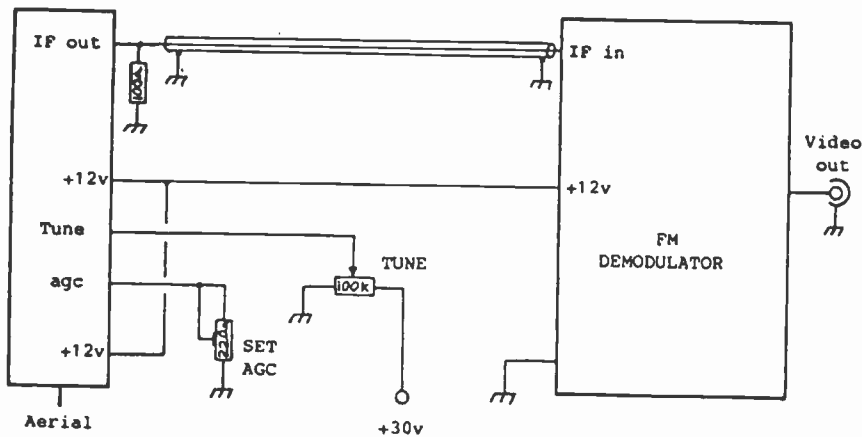 IF out
IF in
100n
+12v
+12v
Video
out
Tune
TUNE
FM
DEMODULATOR
agc
100k
SET
AGC
+12v
Aerial
+30v